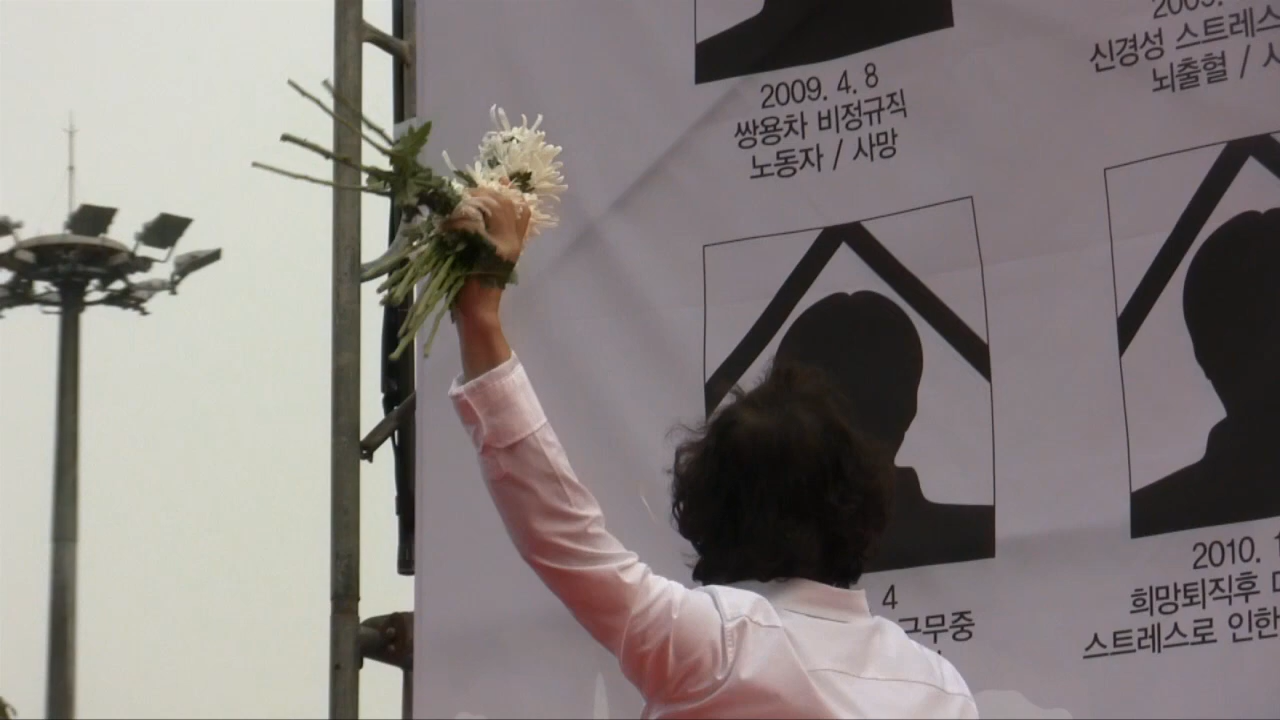 2009. 4. 8
쌍용차 비정규직
노동자 / 사망
2009.
신경성 스트레스
뇌출혈 /
4
근무중
2010.
희망퇴직후
스트레스로 인한